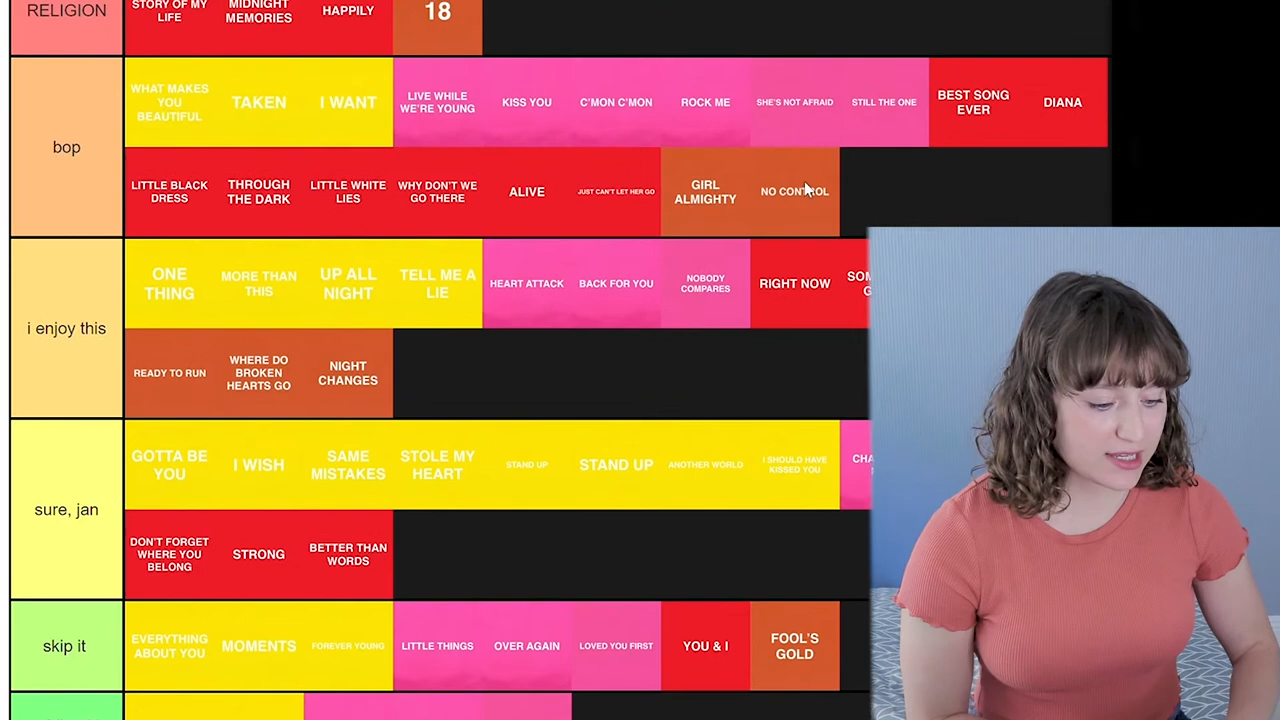 RELIGION
STORY OF MY
LIFE
MIDNIGHT
MEMORIES
HAPPILY
18
bop
WHAT MAKES
YOU
BEAUTIFUL
TAKEN
I WANT
LIVE WHILE
WE'RE YOUNG
KISS YOU
C'MON C'MON
ROCK ME
SHE'S NOT AFRAID
STILL THE ONE
BEST SONG
EVER
DIANA
LITTLE BLACK
DRESS
THROUGH
THE DARK
LITTLE WHITE
LIES
WHY DON'T WE
GO THERE
ALIVE
JUST CAN'T LET HER GO
GIRL
ALMIGHTY
NO CONTROL
i enjoy this
ONE
THING
MORE THAN
THIS
UP ALL
NIGHT
TELL ME A
LIE
HEART ATTACK
BACK FOR YOU
NOBODY
COMPARES
RIGHT NOW
READY TO RUN
WHERE DO
BROKEN
HEARTS GO
NIGHT
CHANGES
sure, jan
GOTTA BE
YOU
I WISH
SAME
MISTAKES
STOLE MY
HEART
STAND UP
STAND UP
ANOTHER WORLD
I SHOULD HAVE
KISSED YOU
DON'T FORGET
WHERE YOU
BELONG
STRONG
BETTER THAN
WORDS
skip it
EVERYTHING
ABOUT YOU
MOMENTS
FOREVER YOUNG
LITTLE THINGS
OVER AGAIN
LOVED YOU FIRST
YOU & I
FOOL'S
GOLD